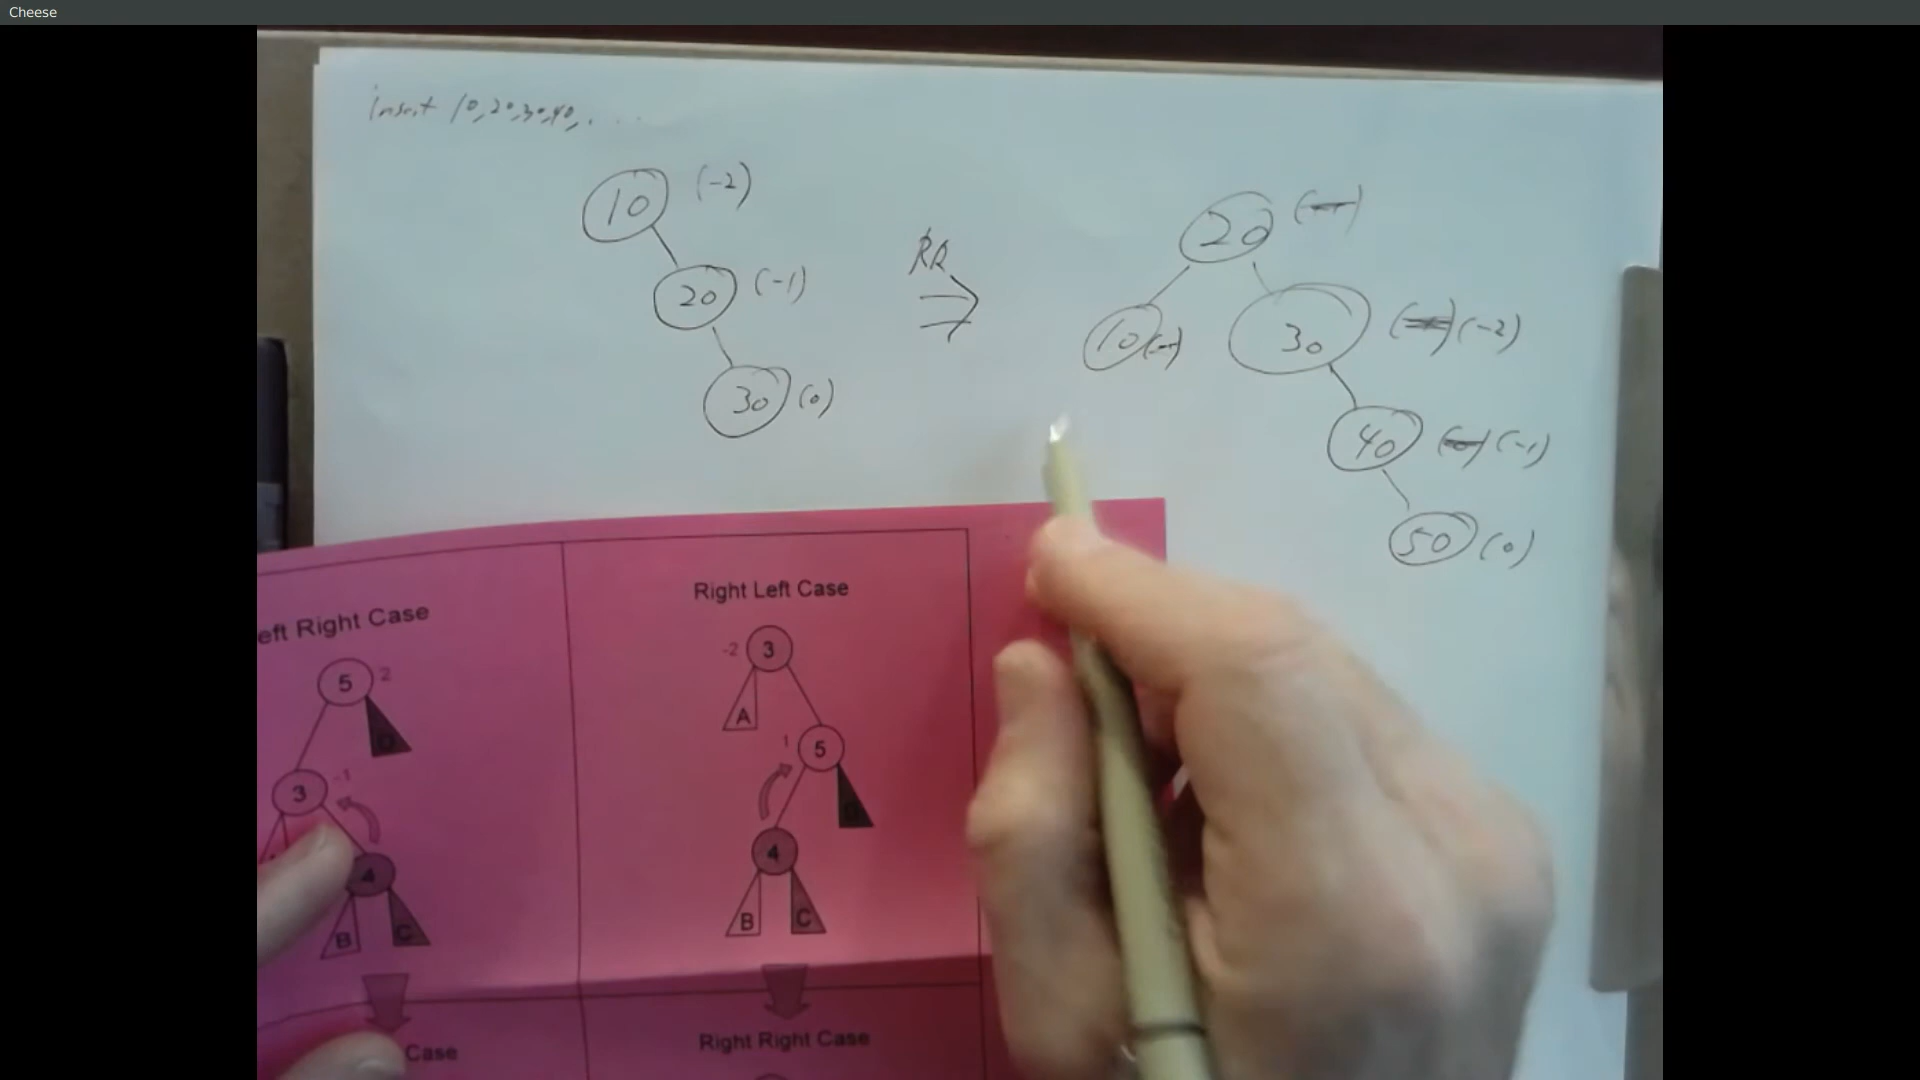 Cheese
insert 10, 20, 30, 40, . . . .
10 (-2)
20 (-1)
30 (0)
RR
20
10
30 (-2)
40 (-1)
50 (0)
eft Right Case
5 2
3 -1
4
B C
Case
Right Left Case
-2 3
A
1 5
4
B C
Right Right Case